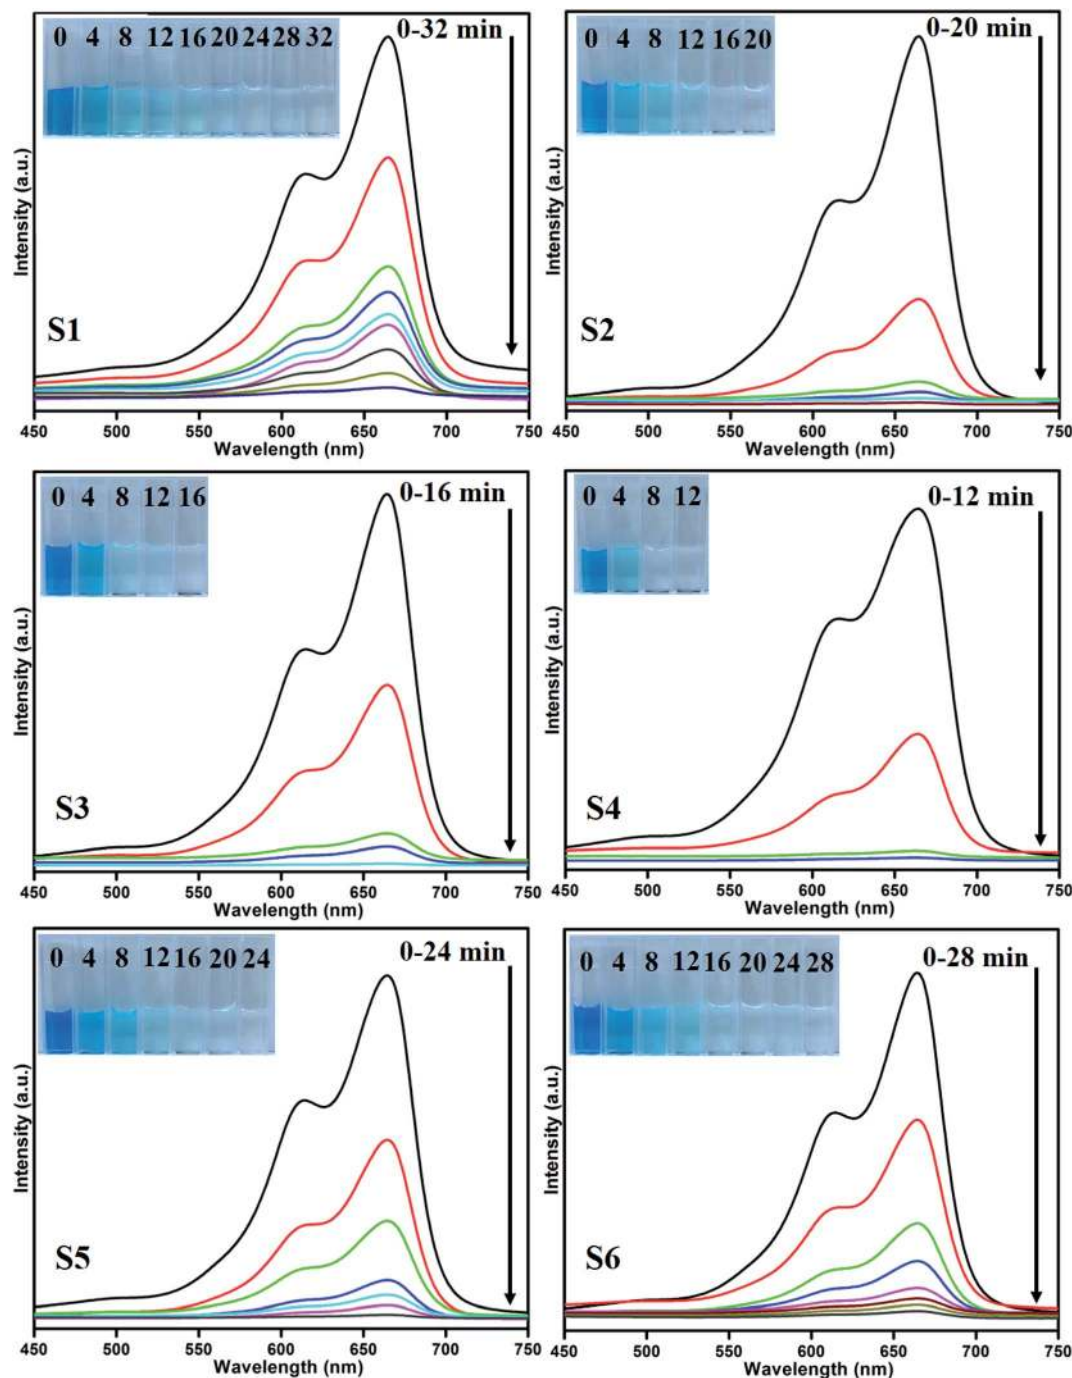 0 4 8 12 16 20 24 28 32
0-32 min
Intensity (a.u.)
S1
450 500 550 600 650 700 750
Wavelength (nm)
0 4 8 12 16 20
0-20 min
Intensity (a.u.)
S2
450 500 550 600 650 700 750
Wavelength (nm)
0 4 8 12 16
0-16 min
Intensity (a.u.)
S3
450 500 550 600 650 700 750
Wavelength (nm)
0 4 8 12
0-12 min
Intensity (a.u.)
S4
450 500 550 600 650 700 750
Wavelength (nm)
0 4 8 12 16 20 24
0-24 min
Intensity (a.u.)
S5
450 500 550 600 650 700 750
Wavelength (nm)
0 4 8 12 16 20 24 28
0-28 min
Intensity (a.u.)
S6
450 500 550 600 650 700 750
Wavelength (nm)